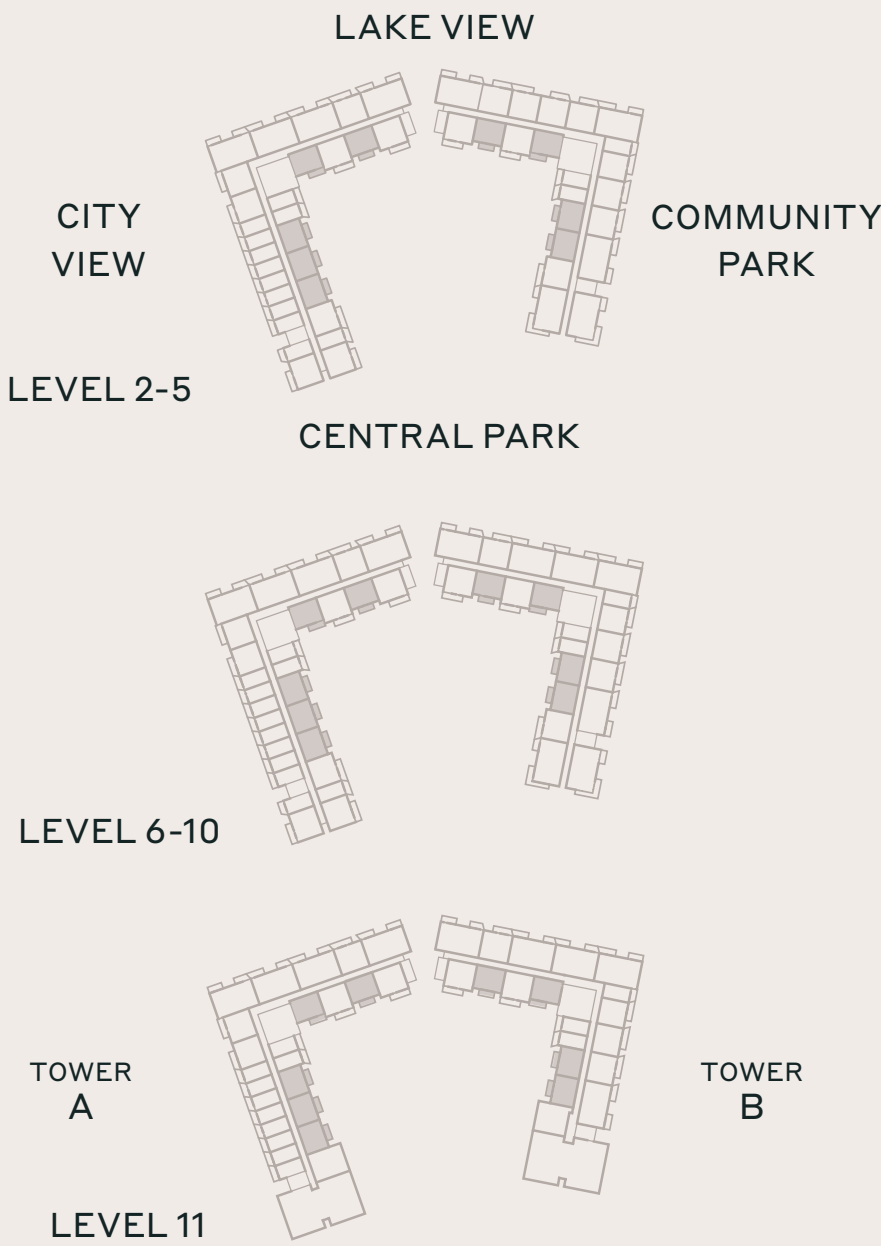 LAKE VIEW
CITY
VIEW
COMMUNITY
PARK
LEVEL 2-5
CENTRAL PARK
LEVEL 6-10
TOWER
A
TOWER
B
LEVEL 11